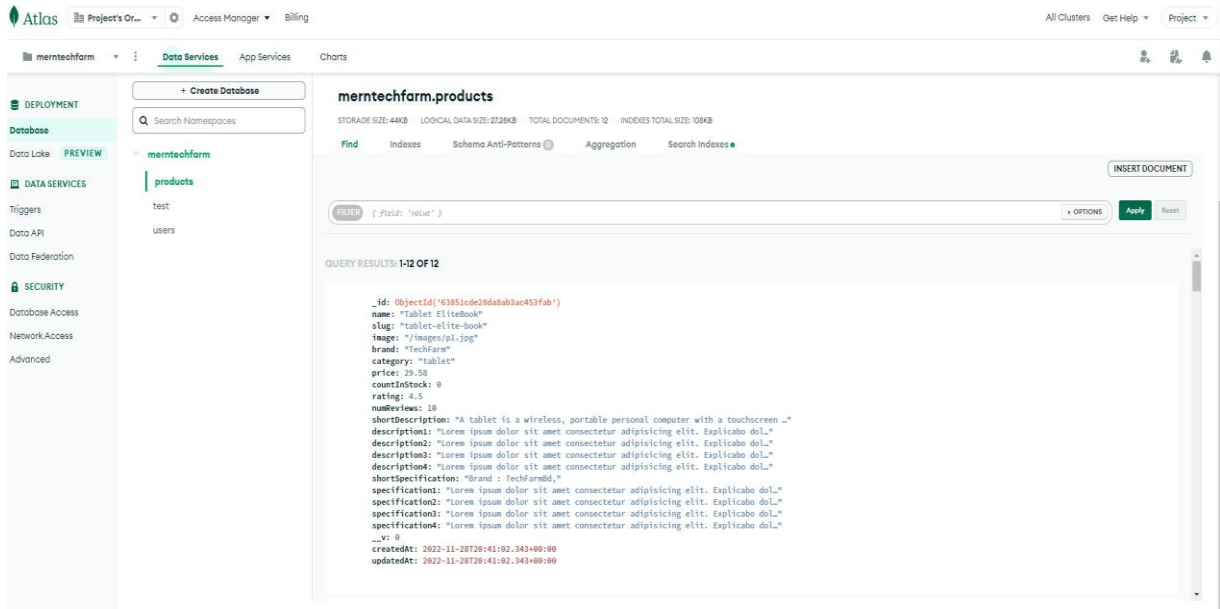 Atlas Project's Or... Access Manager Billing All Clusters Get Help Project
merntechfarm Data Services App Services Charts
DEPLOYMENT
Database
Data Lake PREVIEW
DATA SERVICES
Triggers
Data API
Data Federation
SECURITY
Database Access
Network Access
Advanced
+ Create Database
Search Namespaces
merntechfarm
products
test
users
merntechfarm.products
STORAGE SIZE: 44KB LOGICAL DATA SIZE: 27.28KB TOTAL DOCUMENTS: 12 INDEXES TOTAL SIZE: 108KB
Find Indexes Schema Anti-Patterns 0 Aggregation Search Indexes
INSERT DOCUMENT
FILTER { field: 'value' } OPTIONS Apply Reset
QUERY RESULTS: 1-12 OF 12
_id: ObjectId('63851cde28da8ab3ac453fab')
name: "Tablet EliteBook"
slug: "tablet-elite-book"
image: "/images/p1.jpg"
brand: "TechFarm"
category: "tablet"
price: 29.58
countInStock: 0
rating: 4.5
numReviews: 10
shortDescription: "A tablet is a wireless, portable personal computer with a touchscreen …"
description1: "Lorem ipsum dolor sit amet consectetur adipisicing elit. Explicabo dol…"
description2: "Lorem ipsum dolor sit amet consectetur adipisicing elit. Explicabo dol…"
description3: "Lorem ipsum dolor sit amet consectetur adipisicing elit. Explicabo dol…"
description4: "Lorem ipsum dolor sit amet consectetur adipisicing elit. Explicabo dol…"
shortSpecification: "Brand : TechFarmBd,"
specification1: "Lorem ipsum dolor sit amet consectetur adipisicing elit. Explicabo dol…"
specification2: "Lorem ipsum dolor sit amet consectetur adipisicing elit. Explicabo dol…"
specification3: "Lorem ipsum dolor sit amet consectetur adipisicing elit. Explicabo dol…"
specification4: "Lorem ipsum dolor sit amet consectetur adipisicing elit. Explicabo dol…"
__v: 0
createdAt: 2022-11-28T20:41:02.343+00:00
updatedAt: 2022-11-28T20:41:02.343+00:00